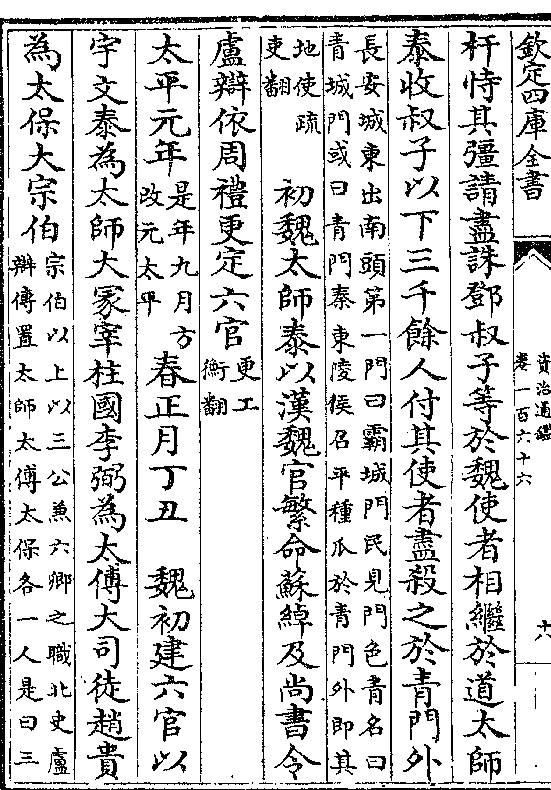 欽定四庫全書
資治通鑑
卷一百六十六
十八
杆恃其彊請盡誅鄧叔子等於魏使者相繼於道太師
泰收叔子以下三千餘人付其使者盡殺之於青門外
長安城東出南頭第一門曰霸城門民見門色青名曰
青城門或曰青門秦東陵侯召平種瓜於青門外即其
地使疏
吏翻
初魏太師泰以漢魏官繁命蘇綽及尚書令
盧辯依周禮更定六官
更工
衡翻
太平元年
是年九月方
改元太平
春正月丁丑 魏初建六官以
宇文泰為太師大冢宰柱國李弼為太傅大司徒趙貴
為太保大宗伯
宗伯以上以三公兼六卿之職北史盧
辯傳置太師太傅太保各一人是曰三